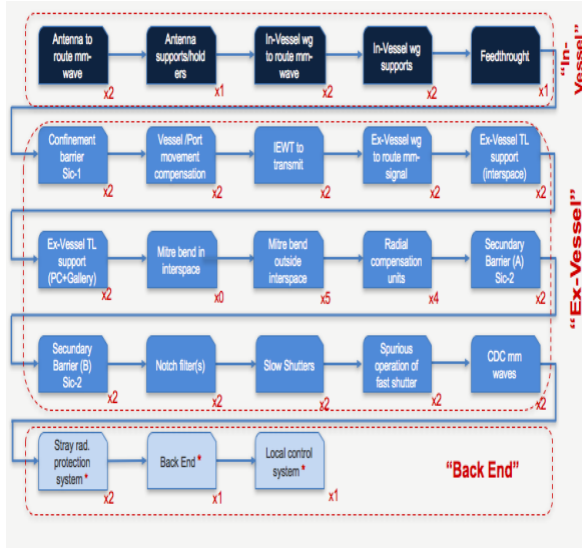 Antenna to
route mm-
wave
x2
Antenna
supports/hold
ers
x1
In-Vessel wg
to route mm-
wave
x2
In-Vessel wg
supports
x2
Feedthrought
x1
"In-
Vessel"
Confinement
barrier
Sic-1
x2
Vessel /Port
movement
compensation
x2
IEWT to
transmit
x2
Ex-Vessel wg
to route mm-
signal
x2
Ex-Vessel TL
support
(interspace)
x2
Ex-Vessel TL
support
(PC+Gallery)
x2
Mitre bend in
interspace
x0
Mitre bend
outside
interspace
x5
Radial
compensation
units
x4
Secondary
Barrier (A)
Sic-2
x2
"Ex-Vessel"
Secundary
Barrier (B)
Sic-2
x2
Notch filter(s)
x2
Slow Shutters
x2
Spurious
operation of
fast shutter
x2
CDC mm
waves
x2
Stray rad.
protection
system *
x2
Back End *
x1
Local control
system *
x1
"Back End"